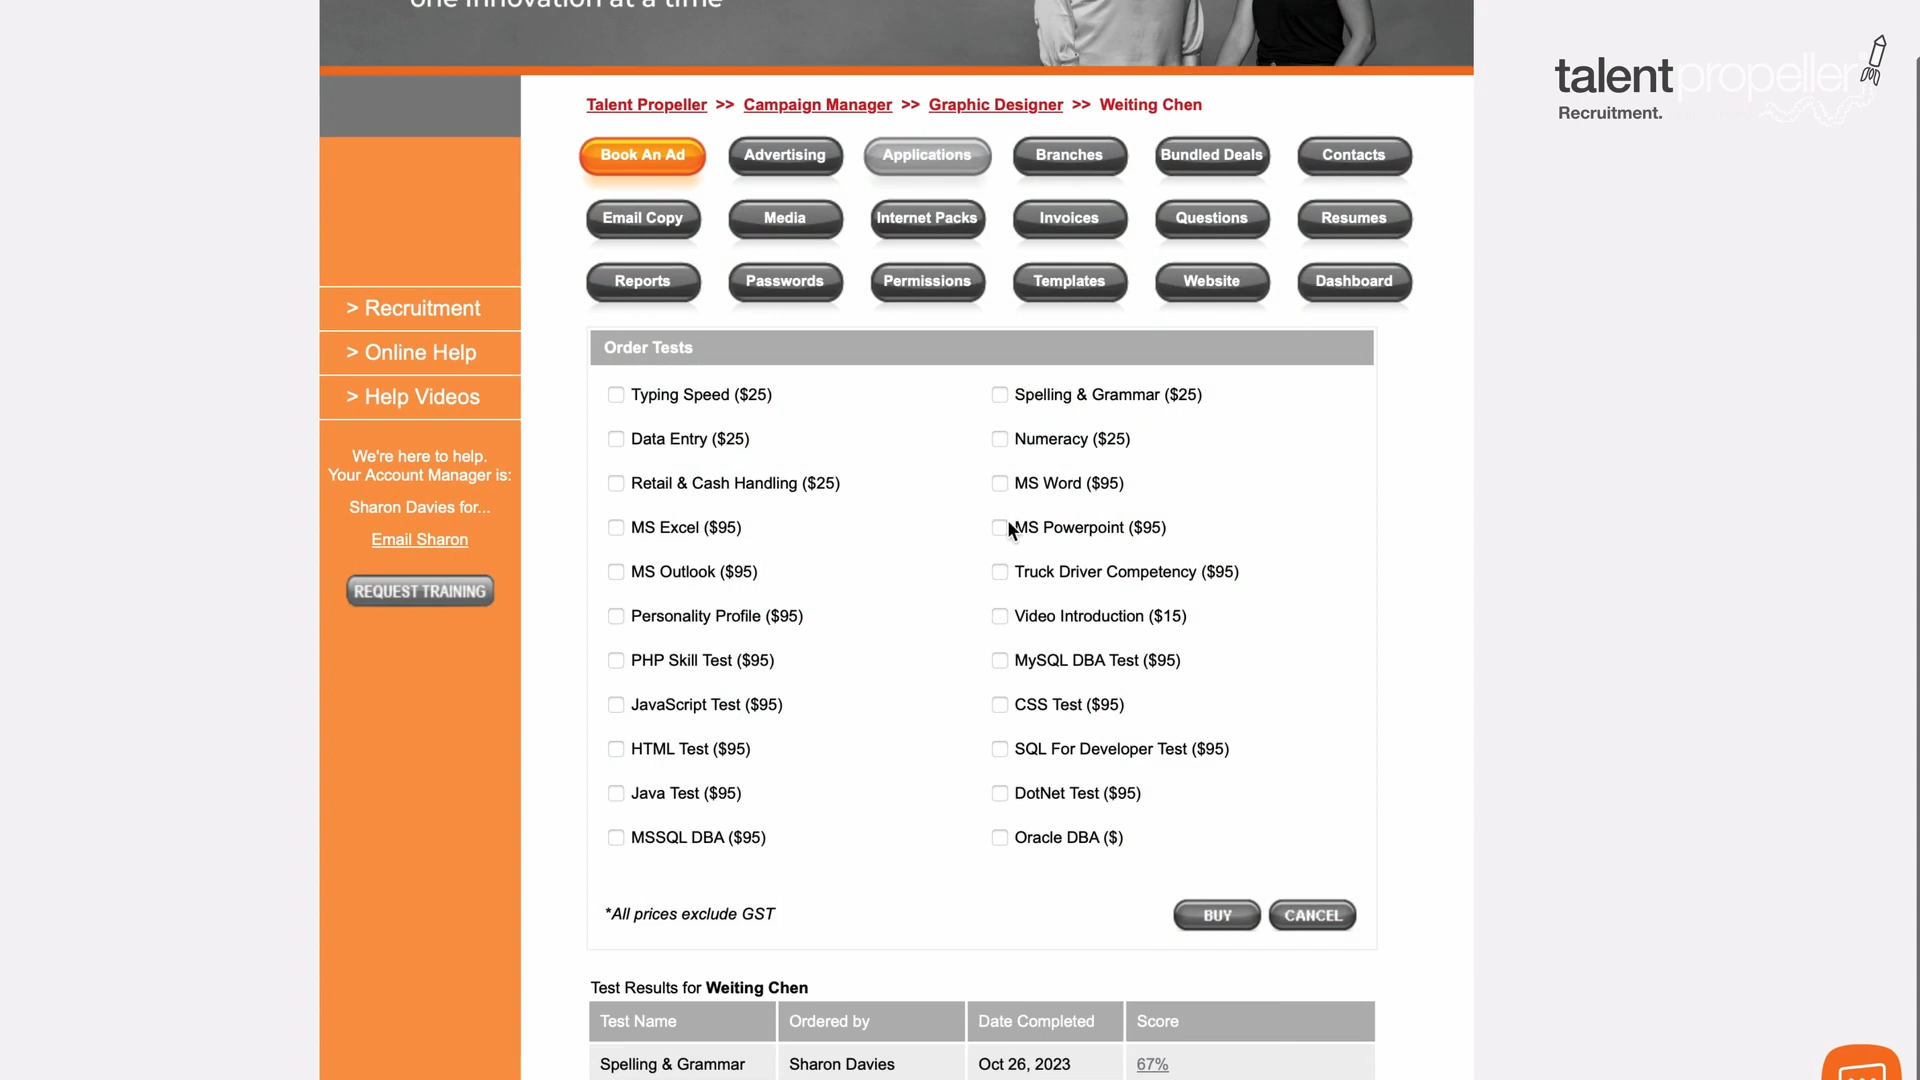 one innovation at a time
talentpropeller
Recruitment.
Talent Propeller >> Campaign Manager >> Graphic Designer >> Weiting Chen
Book An Ad Advertising Applications Branches Bundled Deals Contacts
Email Copy Media Internet Packs Invoices Questions Resumes
Reports Passwords Permissions Templates Website Dashboard
> Recruitment
> Online Help
> Help Videos
We're here to help.
Your Account Manager is:
Sharon Davies for...
Email Sharon
REQUEST TRAINING
Order Tests
Typing Speed ($25) Spelling & Grammar ($25)
Data Entry ($25) Numeracy ($25)
Retail & Cash Handling ($25) MS Word ($95)
MS Excel ($95) MS Powerpoint ($95)
MS Outlook ($95) Truck Driver Competency ($95)
Personality Profile ($95) Video Introduction ($15)
PHP Skill Test ($95) MySQL DBA Test ($95)
JavaScript Test ($95) CSS Test ($95)
HTML Test ($95) SQL For Developer Test ($95)
Java Test ($95) DotNet Test ($95)
MSSQL DBA ($95) Oracle DBA ($)
*All prices exclude GST BUY CANCEL
Test Results for Weiting Chen
Test Name Ordered by Date Completed Score
Spelling & Grammar Sharon Davies Oct 26, 2023 67%